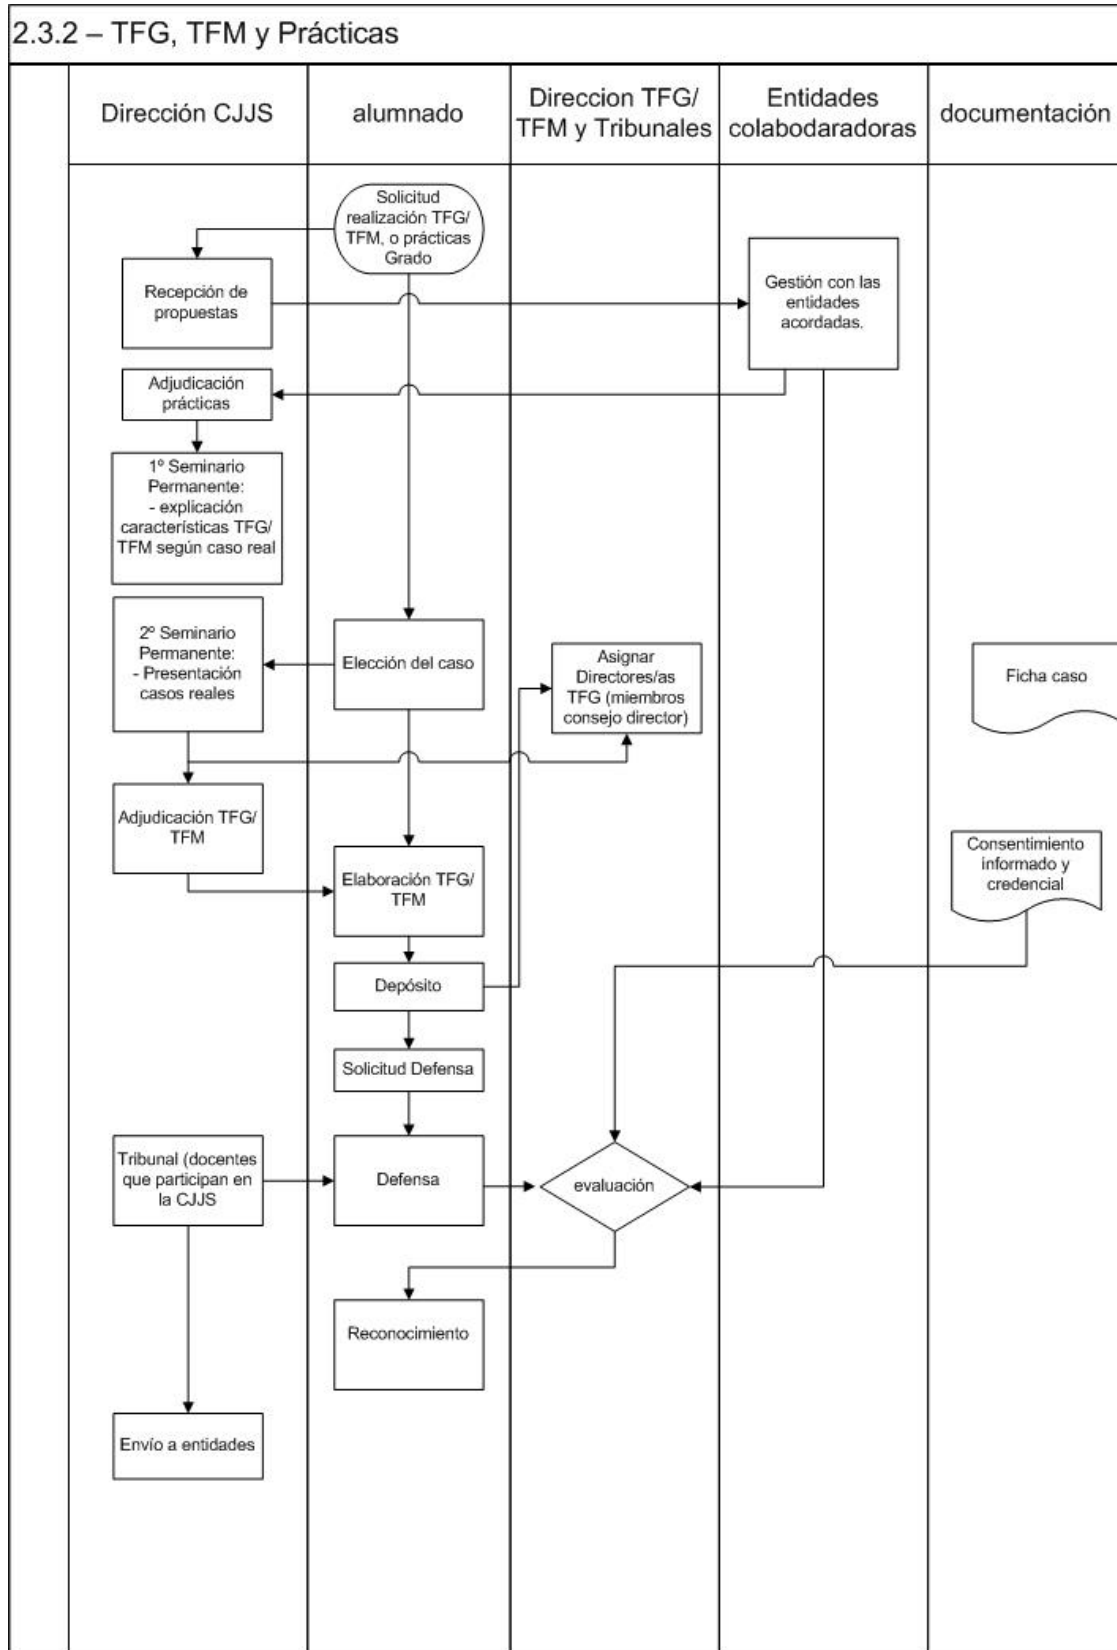 2.3.2 – TFG, TFM y Prácticas
Dirección CJJS
alumnado
Direccion TFG/
TFM y Tribunales
Entidades
colabodaradoras
documentación
Solicitud
realización TFG/
TFM, o prácticas
Grado
Recepción de
propuestas
Gestión con las
entidades
acordadas.
Adjudicación
prácticas
1º Seminario
Permanente:
- explicación
características TFG/
TFM según caso real
2º Seminario
Permanente:
- Presentación
casos reales
Elección del caso
Asignar
Directores/as
TFG (miembros
consejo director)
Ficha caso
Adjudicación TFG/
TFM
Elaboración TFG/
TFM
Consentimiento
informado y
credencial
Depósito
Solicitud Defensa
Tribunal (docentes
que participan en
la CJJS
Defensa
evaluación
Reconocimiento
Envío a entidades